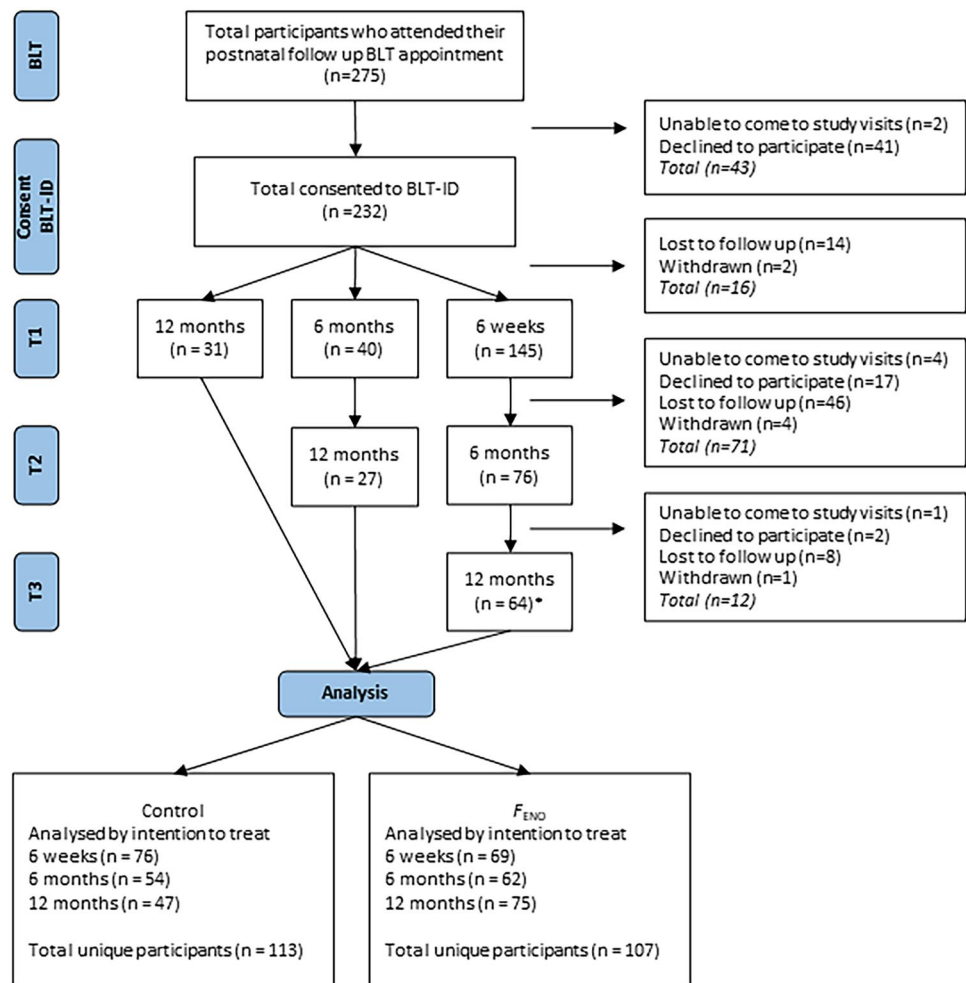 BLT
Total participants who attended their
postnatal follow up BLT appointment
(n=275)
Unable to come to study visits (n=2)
Declined to participate (n=41)
Total (n=43)
Consent
BLT-ID
Total consented to BLT-ID
(n =232)
Lost to follow up (n=14)
Withdrawn (n=2)
Total (n=16)
T1
12 months
(n = 31)
6 months
(n = 40)
6 weeks
(n = 145)
Unable to come to study visits (n=4)
Declined to participate (n=17)
Lost to follow up (n=46)
Withdrawn (n=4)
Total (n=71)
T2
12 months
(n = 27)
6 months
(n = 76)
Unable to come to study visits (n=1)
Declined to participate (n=2)
Lost to follow up (n=8)
Withdrawn (n=1)
Total (n=12)
T3
12 months
(n = 64)*
Analysis
Control
Analysed by intention to treat
6 weeks (n = 76)
6 months (n = 54)
12 months (n = 47)
Total unique participants (n = 113)
FENO
Analysed by intention to treat
6 weeks (n = 69)
6 months (n = 62)
12 months (n = 75)
Total unique participants (n = 107)